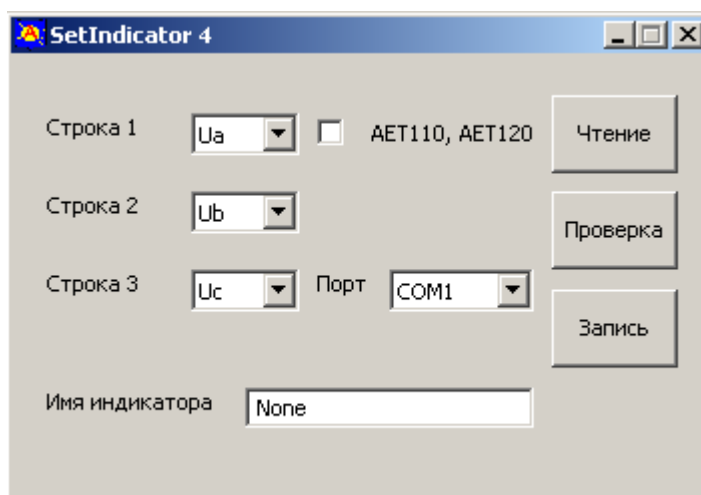 SetIndicator 4
Строка 1 Ua AET110, AET120 Чтение
Строка 2 Ub Проверка
Строка 3 Uc Порт COM1
Запись
Имя индикатора None